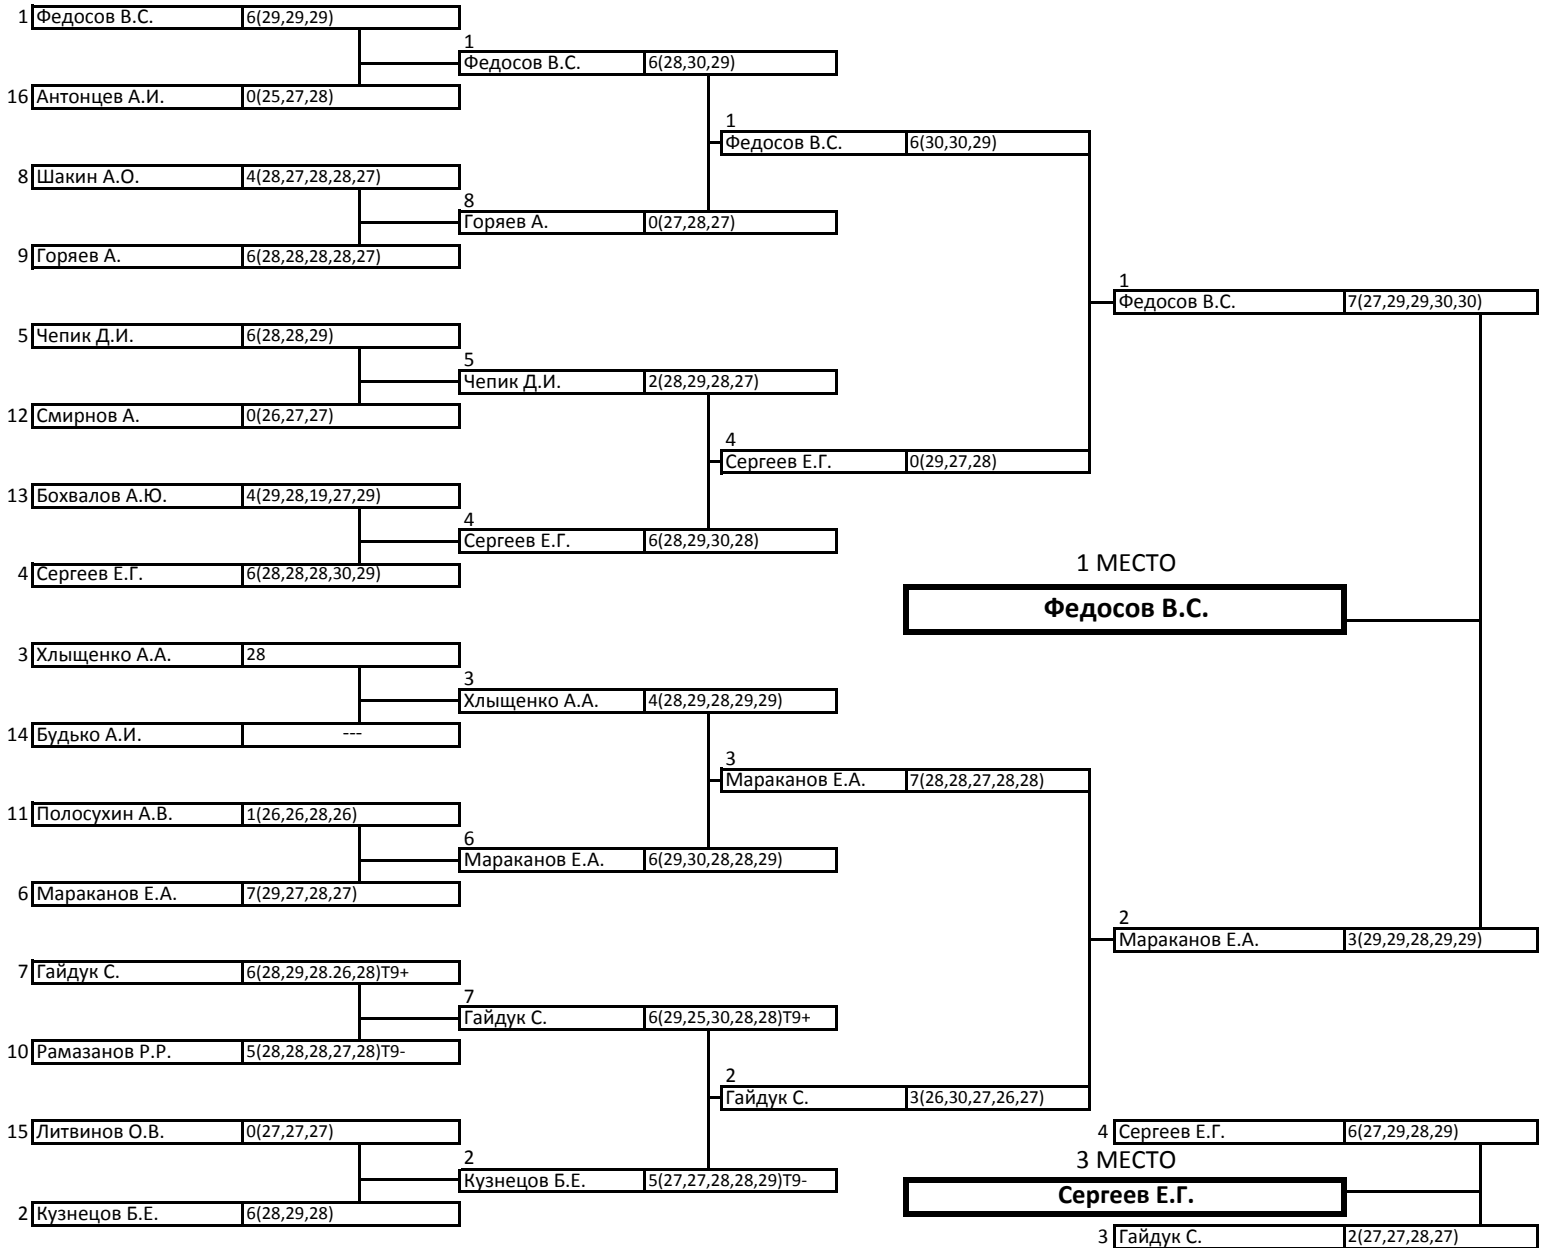 1 Федосов В.С. 6(29,29,29)
1
Федосов В.С. 6(28,30,29)
16 Антонцев А.И. 0(25,27,28)
1
Федосов В.С. 6(30,30,29)
8 Шакин А.О. 4(28,27,28,28,27)
8
Горяев А. 0(27,28,27)
9 Горяев А. 6(28,28,28,28,27)
1
Федосов В.С. 7(27,29,29,30,30)
5 Чепик Д.И. 6(28,28,29)
5
Чепик Д.И. 2(28,29,28,27)
12 Смирнов А. 0(26,27,27)
4
Сергеев Е.Г. 0(29,27,28)
13 Бохвалов А.Ю. 4(29,28,19,27,29)
4
Сергеев Е.Г. 6(28,29,30,28)
1 МЕСТО
4 Сергеев Е.Г. 6(28,28,28,30,29)
Федосов В.С.
3 Хлыщенко А.А. 28
3
Хлыщенко А.А. 4(28,29,28,29,29)
14 Будько А.И. ---
3
Мараканов Е.А. 7(28,28,27,28,28)
11 Полосухин А.В. 1(26,26,28,26)
6
Мараканов Е.А. 6(29,30,28,28,29)
6 Мараканов Е.А. 7(29,27,28,27)
2
Мараканов Е.А. 3(29,29,28,29,29)
7 Гайдук С. 6(28,29,28.26,28)Т9+
7
Гайдук С. 6(29,25,30,28,28)Т9+
10 Рамазанов Р.Р. 5(28,28,28,27,28)Т9-
2
Гайдук С. 3(26,30,27,26,27)
15 Литвинов О.В. 0(27,27,27)
4 Сергеев Е.Г. 6(27,29,28,29)
2
3 МЕСТО
Кузнецов Б.Е. 5(27,27,28,28,29)Т9-
Сергеев Е.Г.
2 Кузнецов Б.Е. 6(28,29,28)
3 Гайдук С. 2(27,27,28,27)